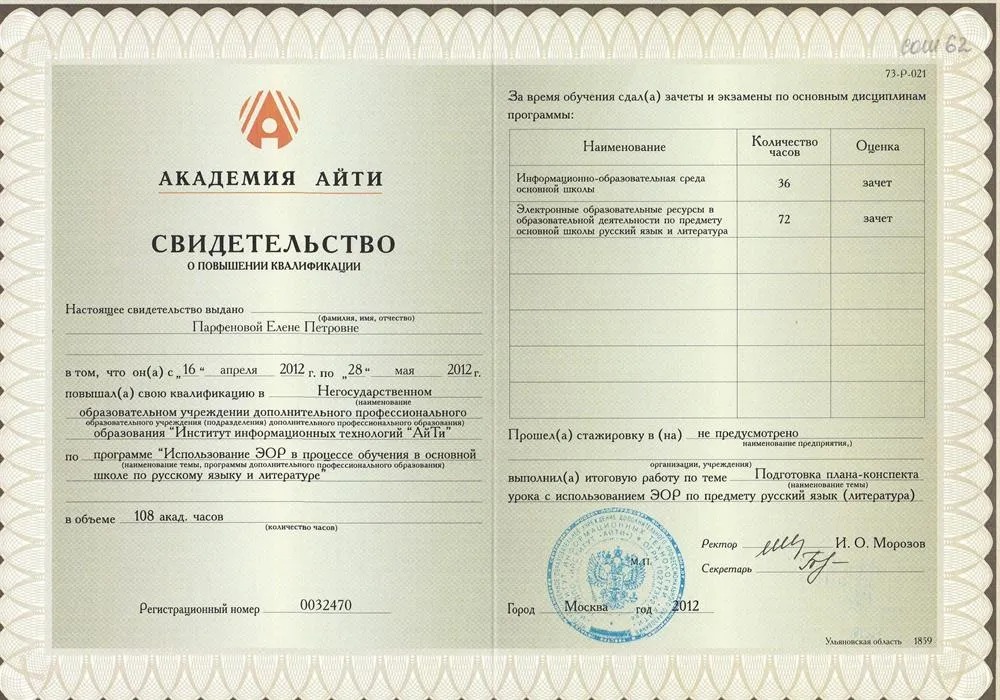 сош 62
АКАДЕМИЯ АЙТИ
СВИДЕТЕЛЬСТВО
О ПОВЫШЕНИИ КВАЛИФИКАЦИИ
Настоящее свидетельство выдано
(фамилия, имя, отчество)
Парфеновой Елене Петровне
в том, что он(а) с „16 “ апреля 2012 г. по „28“ мая 2012 г.
повышал(а) свою квалификацию в Негосударственном
(наименование
образовательном учреждении дополнительного профессионального
образовательного учреждения (подразделения) дополнительного профессионального образования)
образования "Институт информационных технологий "АйТи"
по программе "Использование ЭОР в процессе обучения в основной
(наименование темы, программы дополнительного профессионального образования)
школе по русскому языку и литературе"
в объеме 108 акад. часов
(количество часов)
Регистрационный номер 0032470
73-Р-021
За время обучения сдал(а) зачеты и экзамены по основным дисциплинам
программы:
Наименование Количество часов Оценка
Информационно-образовательная среда
основной школы 36 зачет
Электронные образовательные ресурсы в
образовательной деятельности по предмету 72 зачет
основной школы русский язык и литература
Прошел(а) стажировку в (на) не предусмотрено
наименование предприятия,)
организации, учреждения)
выполнил(а) итоговую работу по теме Подготовка плана-конспекта
(наименование темы)
урока с использованием ЭОР по предмету русский язык (литература)
М.П.
Ректор И. О. Морозов
Секретарь
Город Москва год 2012
Ульяновская область 1859